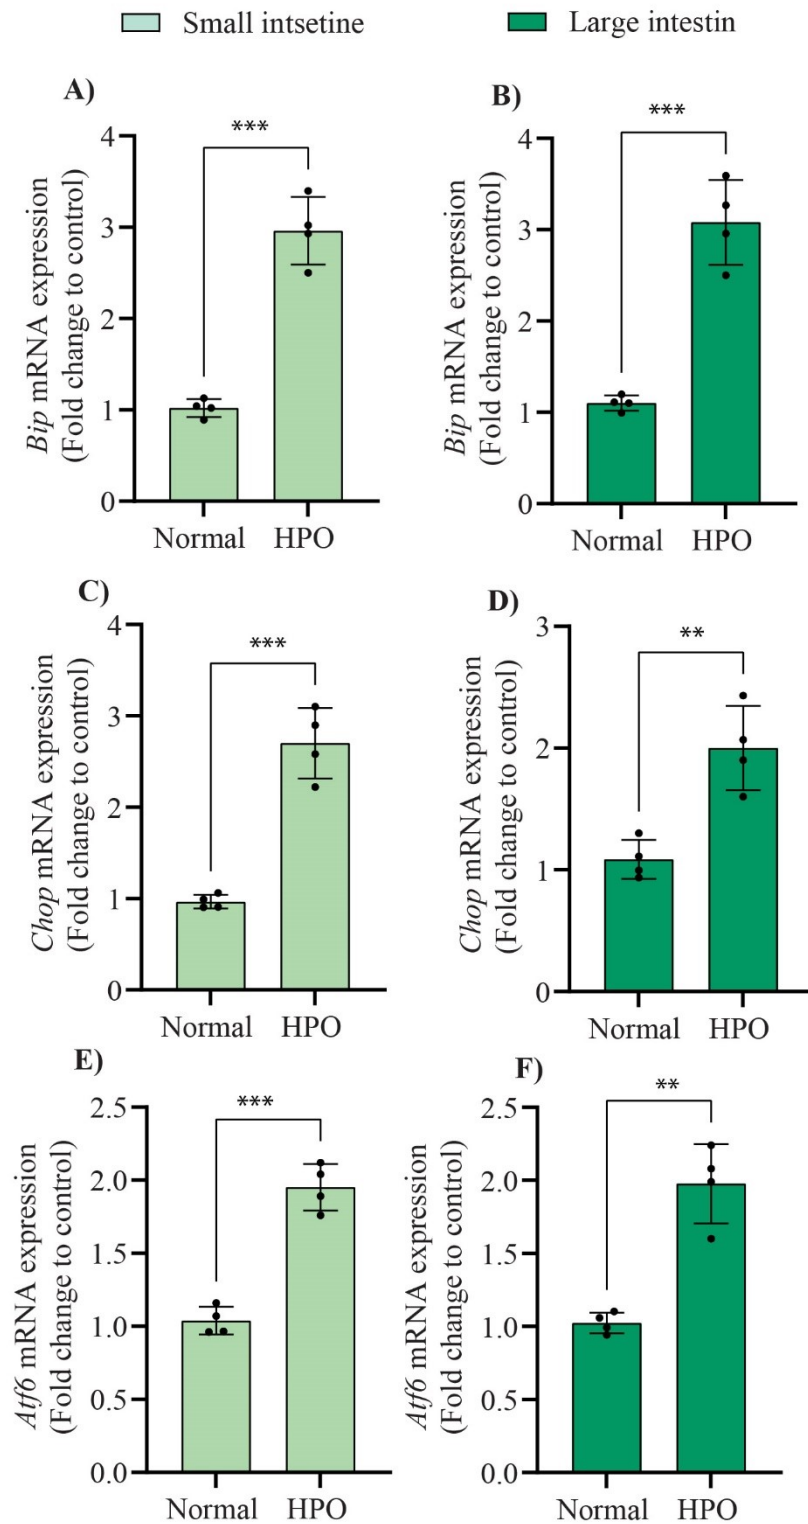 Small intsetine
Large intestin
A)
***
Bip mRNA expression
(Fold change to control)
4
3
2
1
0
Normal HPO
B)
***
Bip mRNA expression
(Fold change to control)
4
3
2
1
0
Normal HPO
C)
***
Chop mRNA expression
(Fold change to control)
4
3
2
1
0
Normal HPO
D)
**
Chop mRNA expression
(Fold change to control)
3
2
1
0
Normal HPO
E)
***
Atf6 mRNA expression
(Fold change to control)
2.5
2.0
1.5
1.0
0.5
0.0
Normal HPO
F)
**
Atf6 mRNA expression
(Fold change to control)
2.5
2.0
1.5
1.0
0.5
0.0
Normal HPO